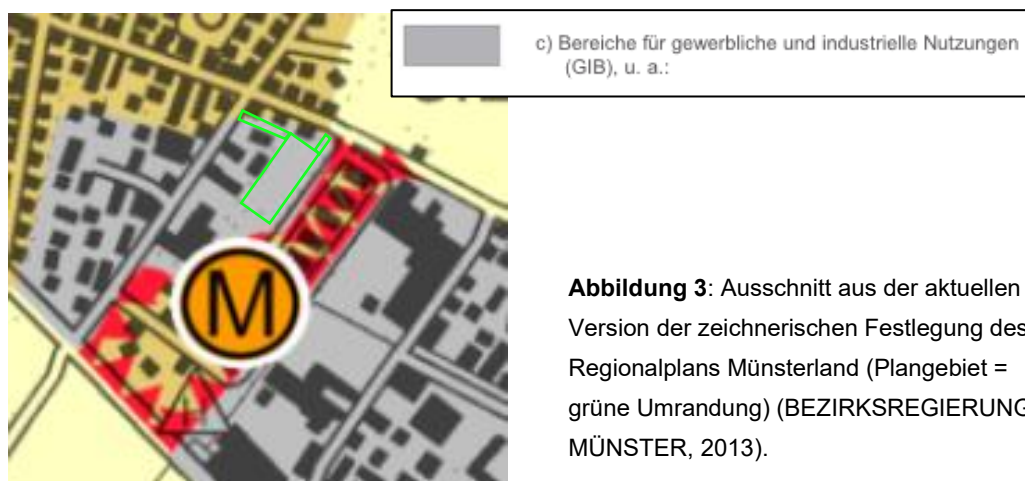 c) Bereiche für gewerbliche und industrielle Nutzungen
(GIB), u. a.:
M
Abbildung 3: Ausschnitt aus der aktuellen
Version der zeichnerischen Festlegung des
Regionalplans Münsterland (Plangebiet =
grüne Umrandung) (BEZIRKSREGIERUNG
MÜNSTER, 2013).